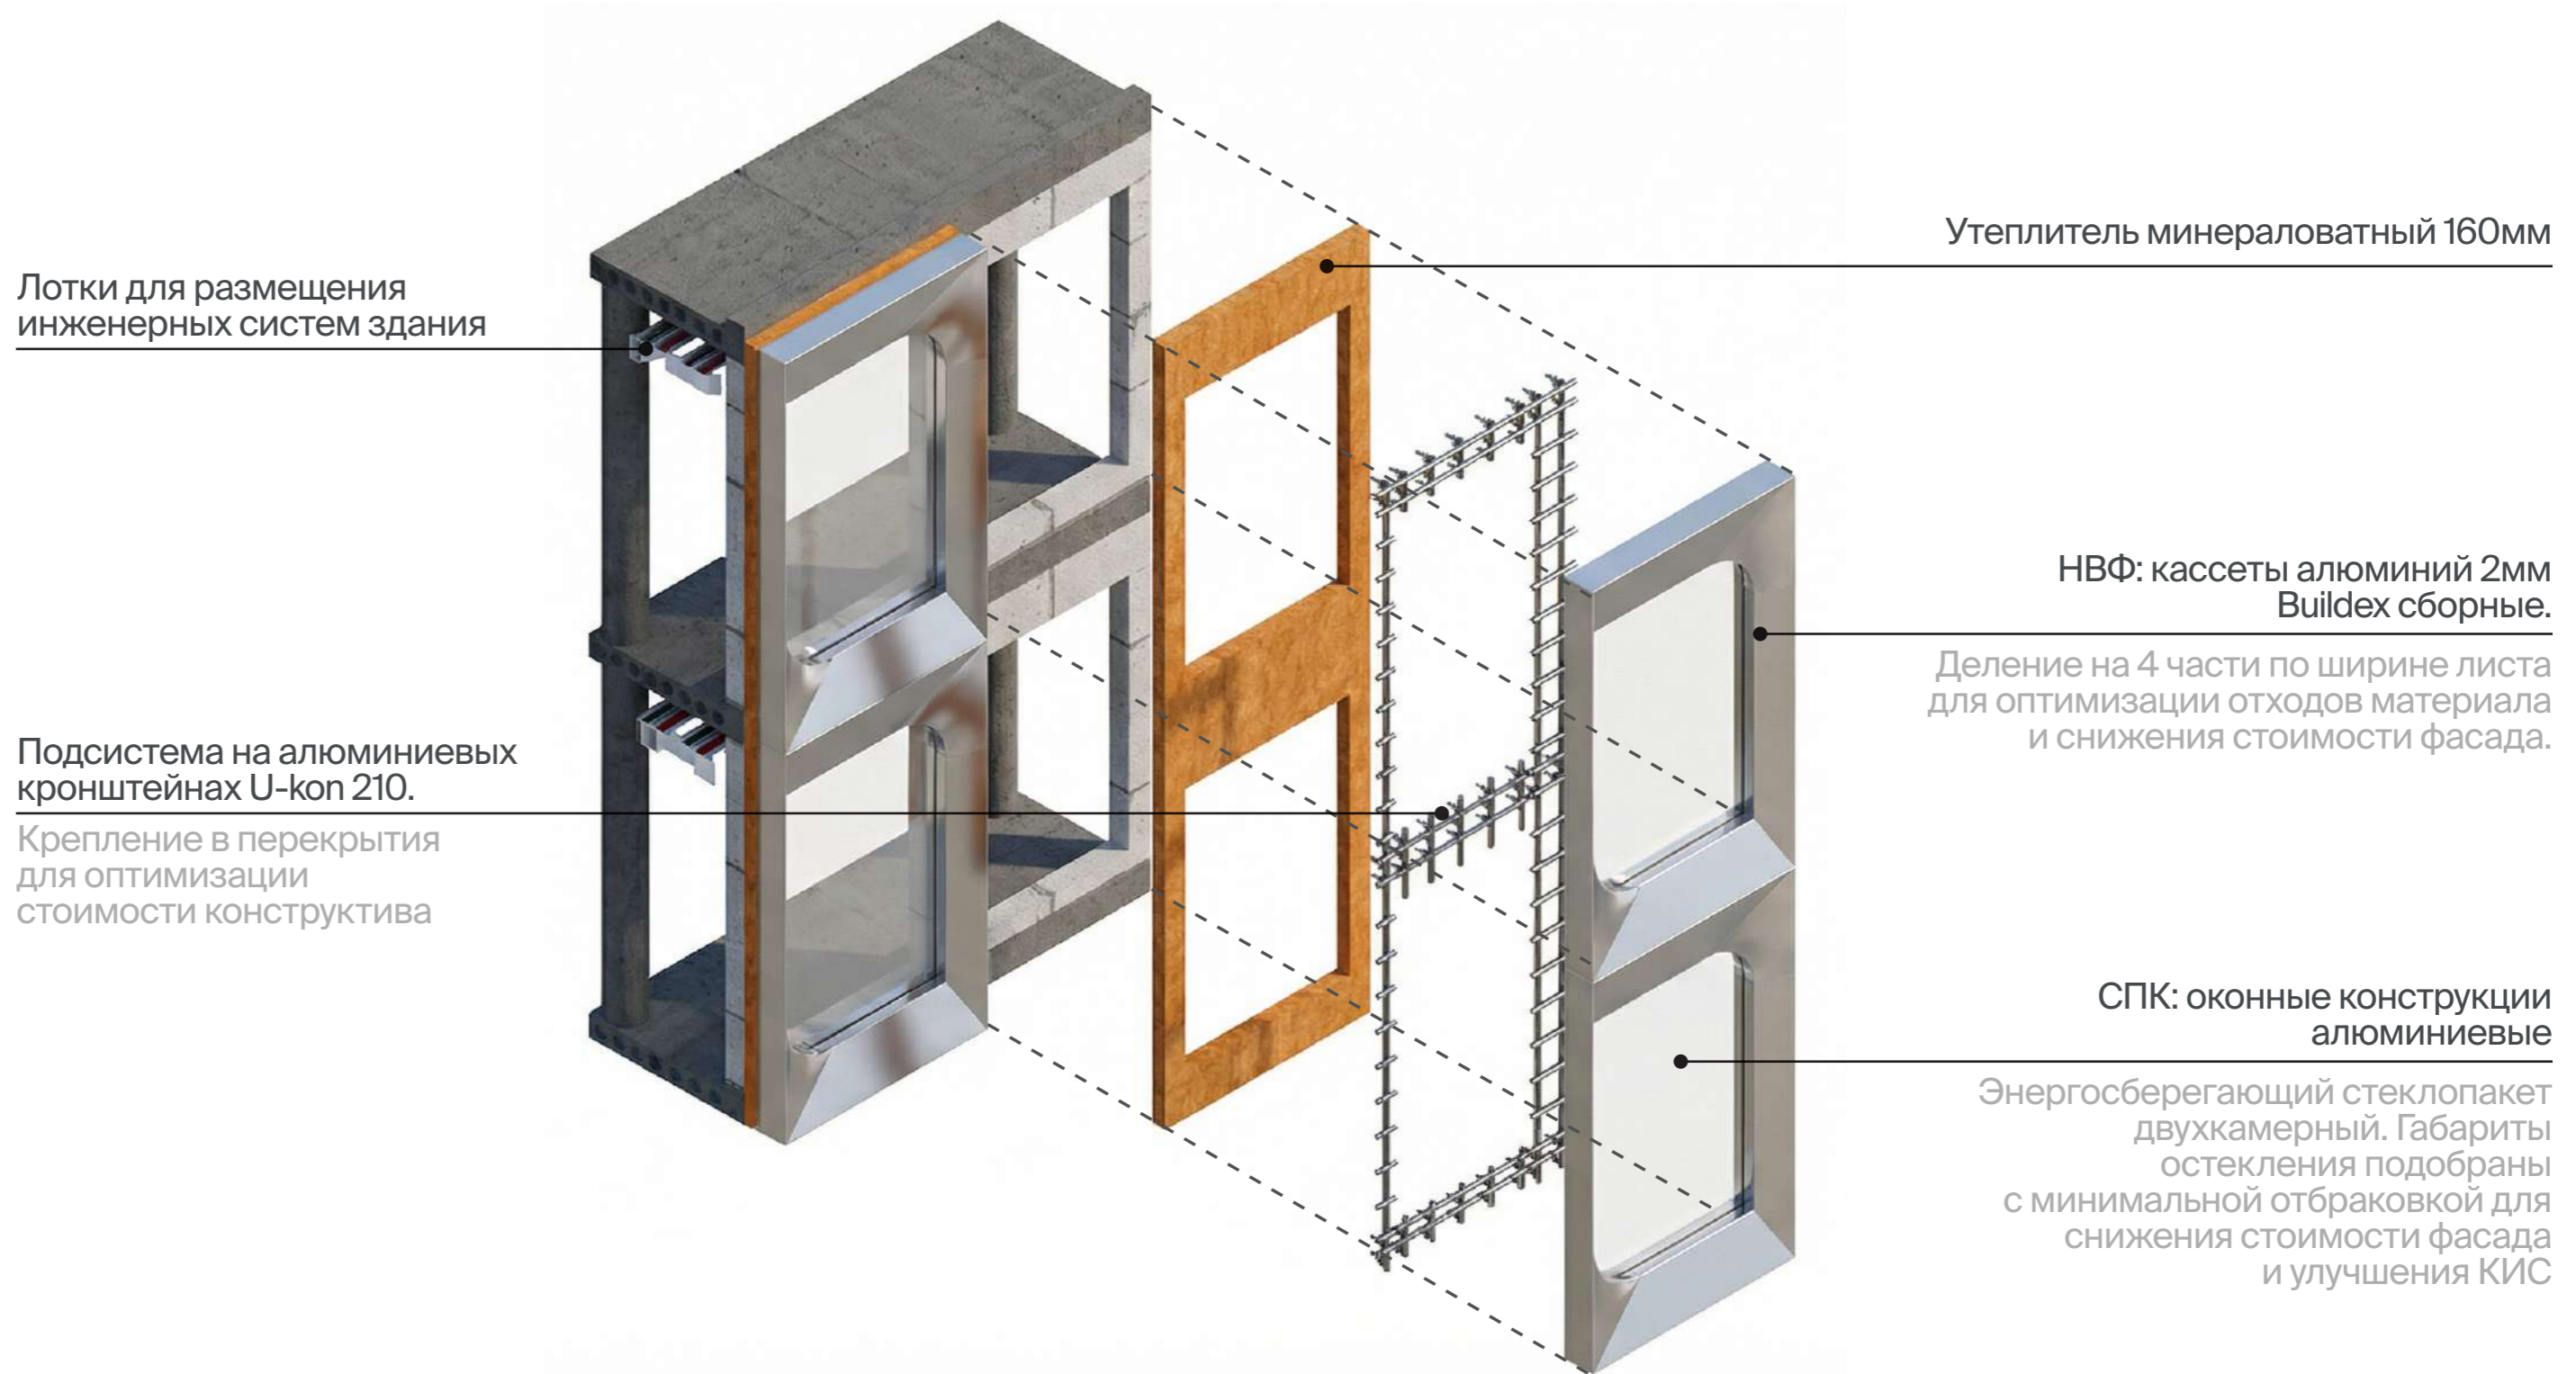 Лотки для размещения
инженерных систем здания
Подсистема на алюминиевых
кронштейнах U-kon 210.
Крепление в перекрытия
для оптимизации
стоимости конструктива
Утеплитель минераловатный 160мм
НВФ: кассеты алюминий 2мм
Buildex сборные.
Деление на 4 части по ширине листа
для оптимизации отходов материала
и снижения стоимости фасада.
СПК: оконные конструкции
алюминиевые
Энергосберегающий стеклопакет
двухкамерный. Габариты
остекления подобраны
с минимальной отбраковкой для
снижения стоимости фасада
и улучшения КИС